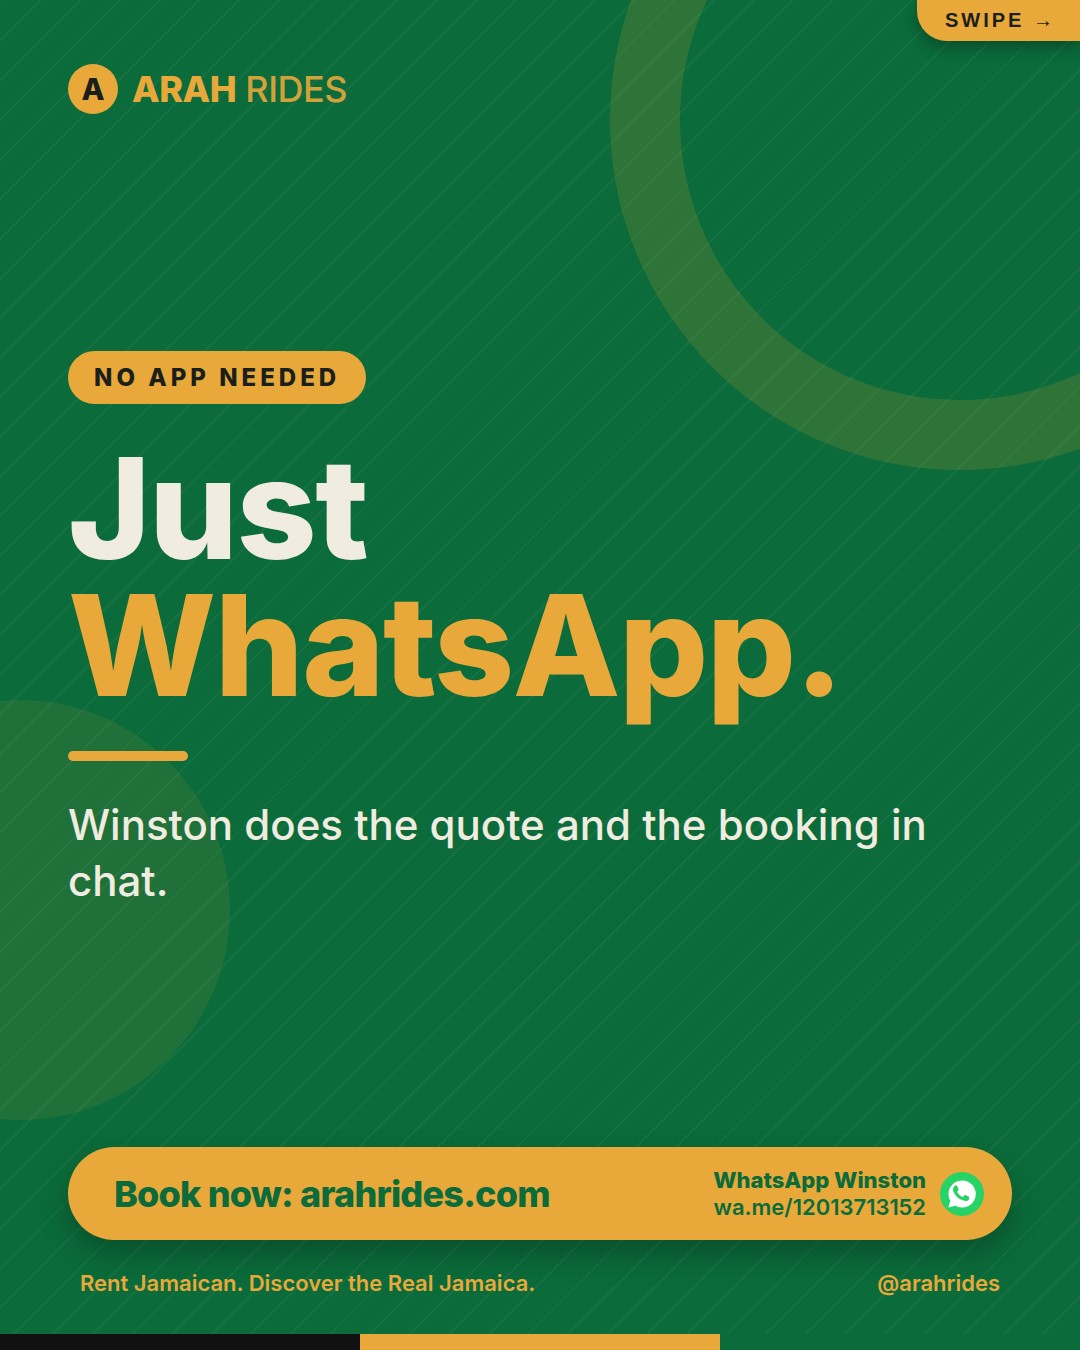 SWIPE →
A ARAH RIDES
NO APP NEEDED
Just
WhatsApp.
Winston does the quote and the booking in
chat.
Book now: arahrides.com
WhatsApp Winston
wa.me/12013713152
Rent Jamaican. Discover the Real Jamaica.
@arahrides